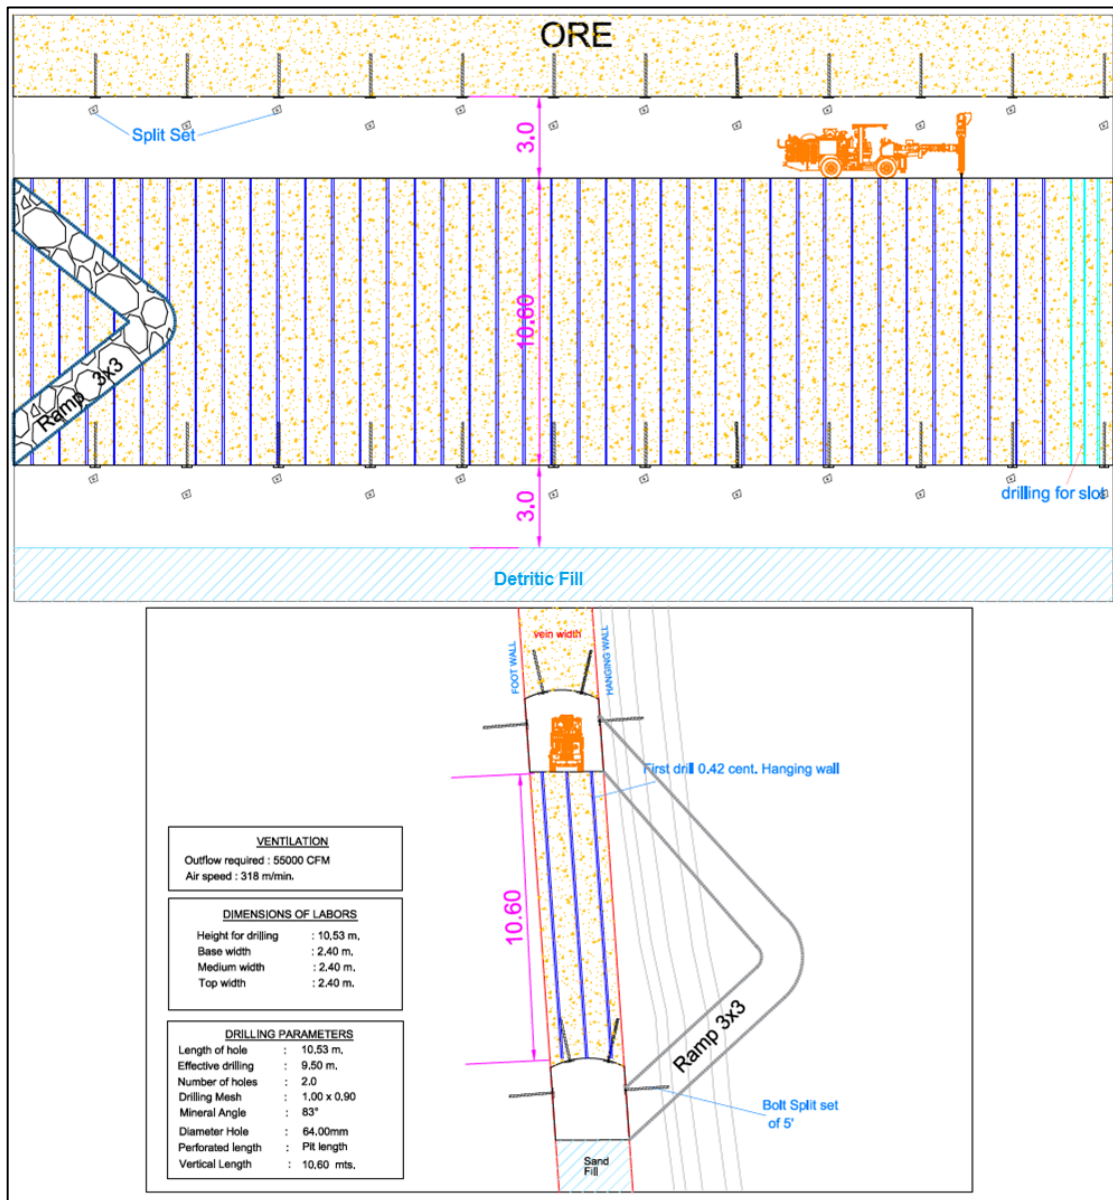 ORE
Split Set
3.0
10.60
Ramp 3x3
3.0
drilling for slot
Detritic Fill
vein width
FOOT WALL
HANGING WALL
First drill 0.42 cent. Hanging wall
10.60
Ramp 3x3
Bolt Split set
of 5'
Sand
Fill
VENTILATION
Outflow required : 55000 CFM
Air speed : 318 m/min.
DIMENSIONS OF LABORS
Height for drilling : 10,53 m.
Base width : 2.40 m.
Medium width : 2.40 m.
Top width : 2.40 m.
DRILLING PARAMETERS
Length of hole : 10,53 m.
Effective drilling : 9,50 m.
Number of holes : 2.0
Drilling Mesh : 1,00 x 0.90
Mineral Angle : 83°
Diameter Hole : 64.00mm
Perforated length : Pit length
Vertical Length : 10.60 mts.